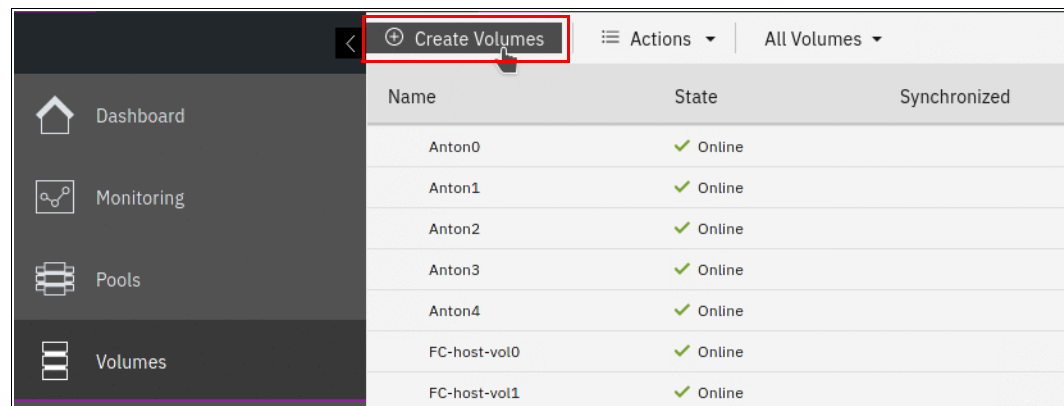 Create Volumes Actions All Volumes
Name State Synchronized
Dashboard
Monitoring
Pools
Volumes
Anton0 Online
Anton1 Online
Anton2 Online
Anton3 Online
Anton4 Online
FC-host-vol0 Online
FC-host-vol1 Online